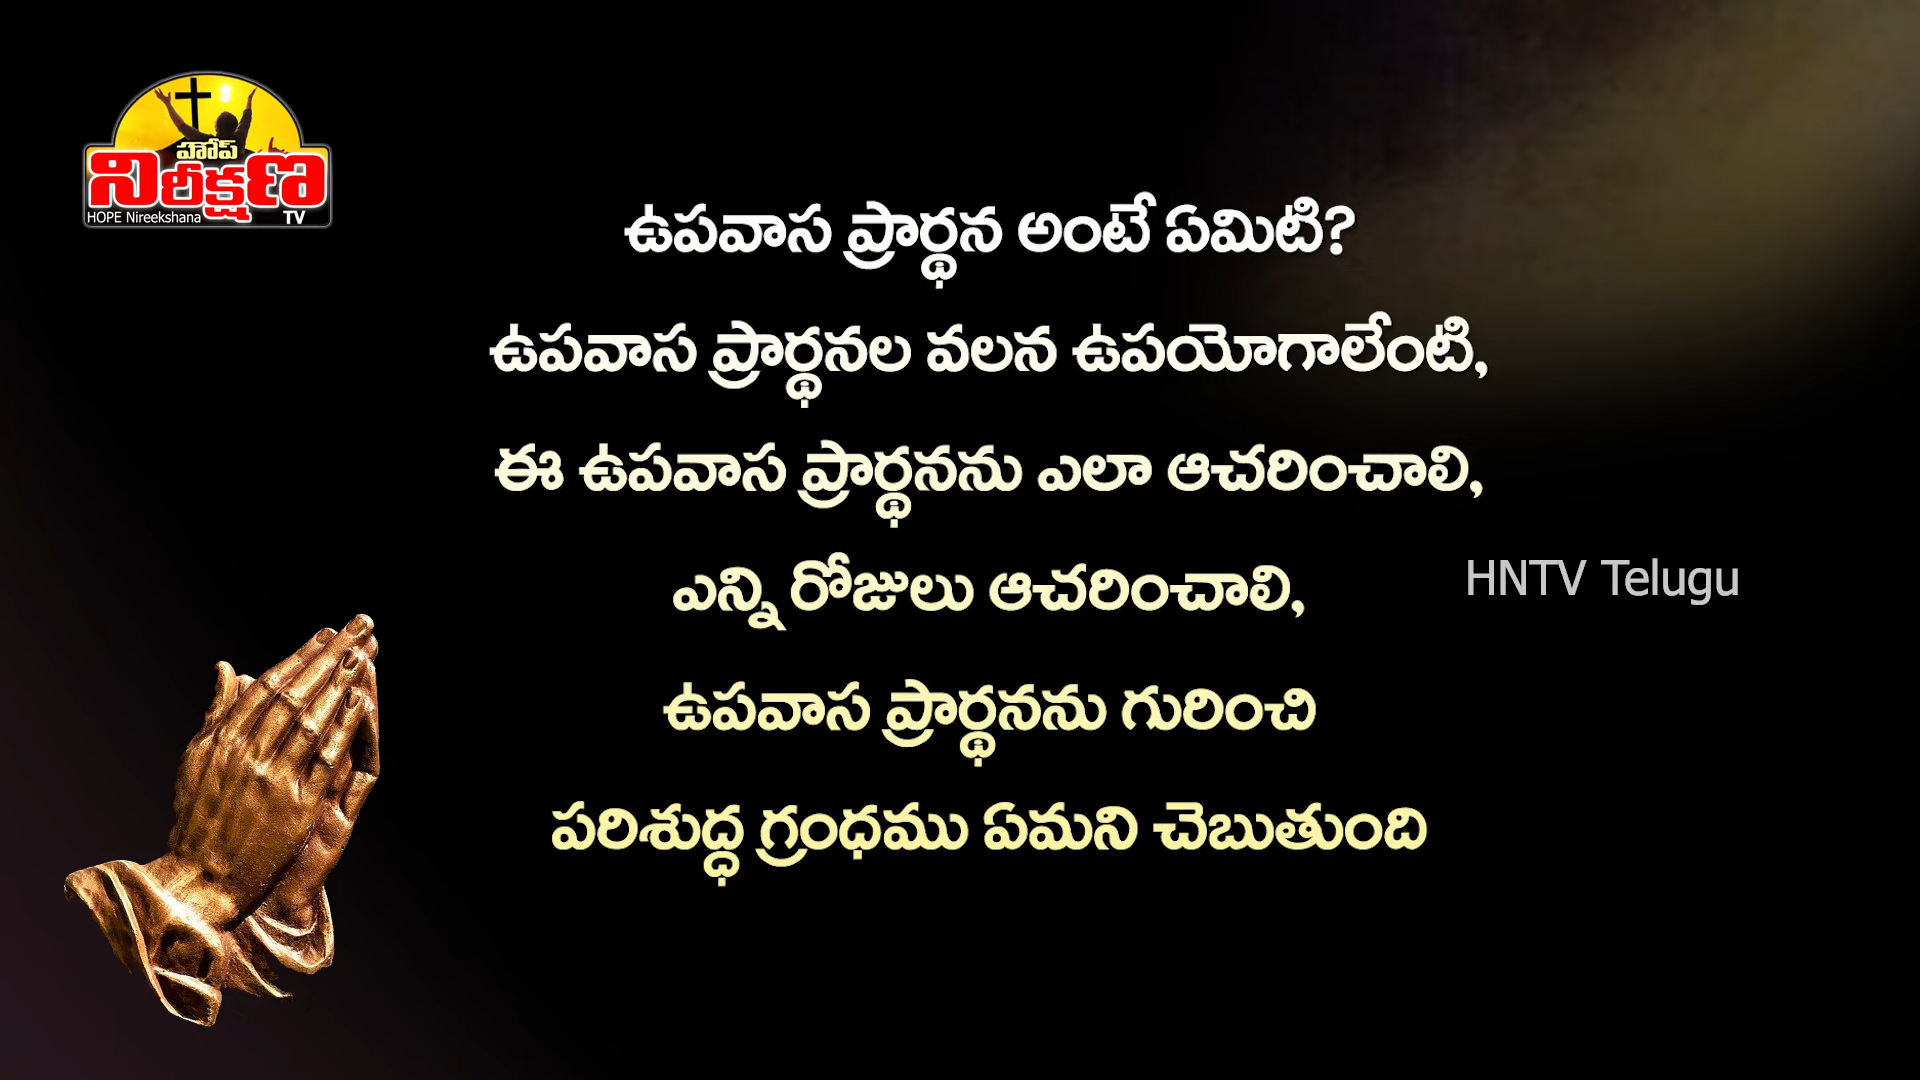 హోప్
నిరీక్షణ
HOPE Nireekshana TV
ఉపవాస ప్రార్థన అంటే ఏమిటి?
ఉపవాస ప్రార్థనల వలన ఉపయోగాలేంటి,
ఈ ఉపవాస ప్రార్థనను ఎలా ఆచరించాలి,
ఎన్ని రోజులు ఆచరించాలి,
HNTV Telugu
ఉపవాస ప్రార్థనను గురించి
పరిశుద్ధ గ్రంధము ఏమని చెబుతుంది